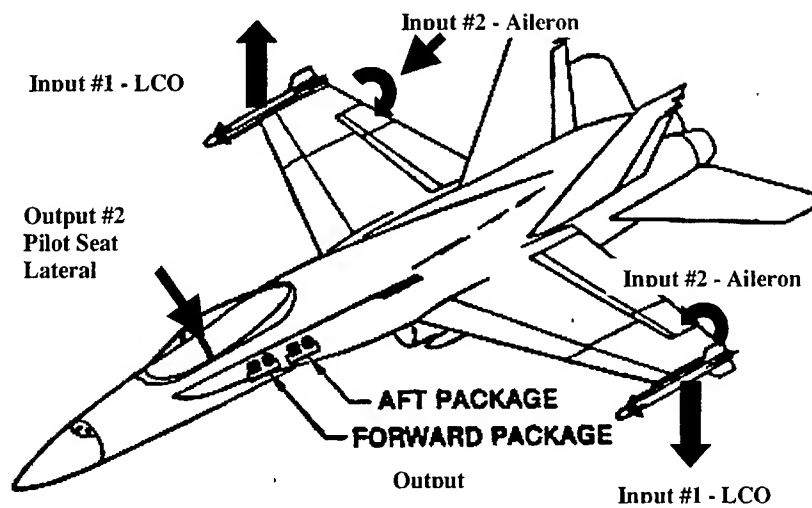 Input #2 - Aileron
Input #1 - LCO
Output #2
Pilot Seat
Lateral
Input #2 - Aileron
AFT PACKAGE
FORWARD PACKAGE
Output
Input #1 - LCO